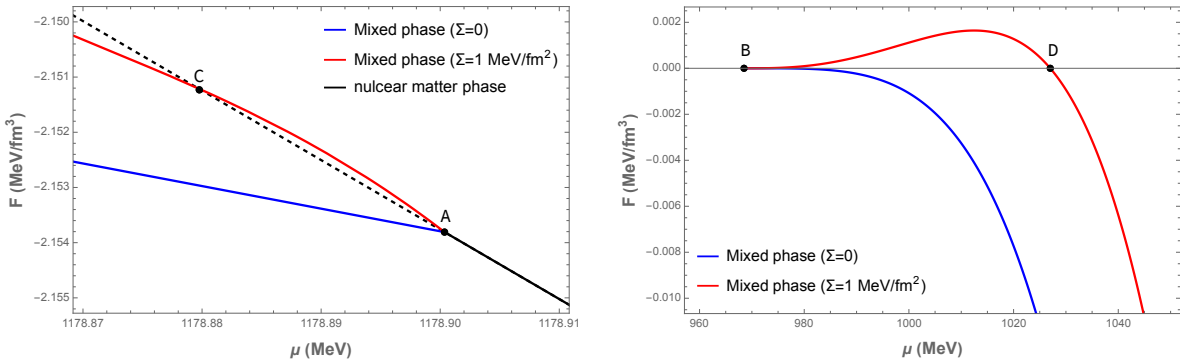 −2.150
−2.151
−2.152
−2.153
−2.154
−2.155
F (MeV/fm³)
Mixed phase (Σ=0)
Mixed phase (Σ=1 MeV/fm²)
nulcear matter phase
C
A
1178.87 1178.88 1178.89 1178.90 1178.91
μ (MeV)
0.002
0.000
−0.002
−0.004
−0.006
−0.008
−0.010
F (MeV/fm³)
B D
Mixed phase (Σ=0)
Mixed phase (Σ=1 MeV/fm²)
960 980 1000 1020 1040
μ (MeV)